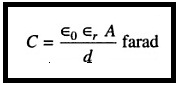 C = ∈₀ ∈ᵣ A / d farad